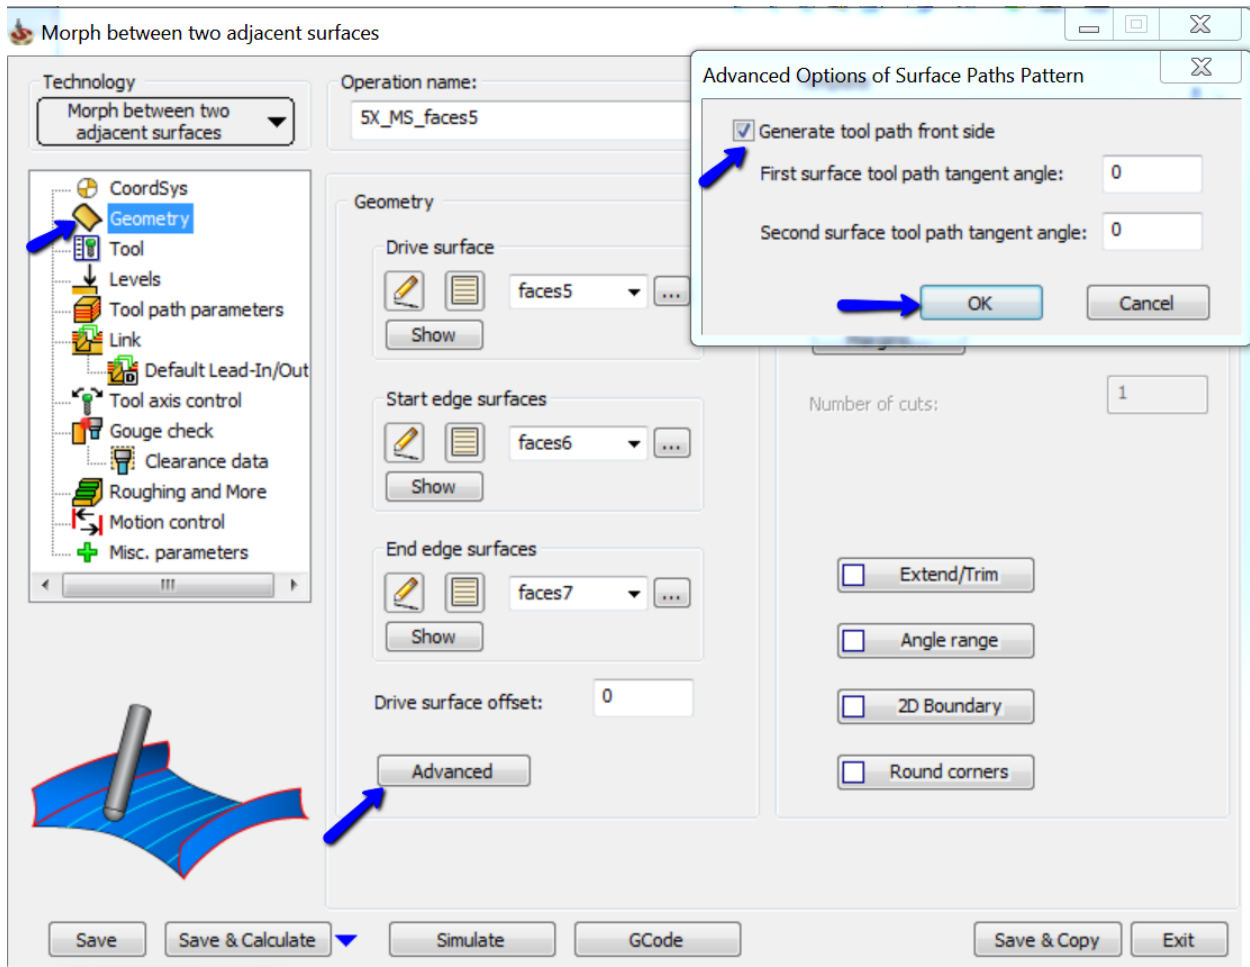 Morph between two adjacent surfaces
Technology
Morph between two
adjacent surfaces
Operation name:
5X_MS_faces5
CoordSys
Geometry
Tool
Levels
Tool path parameters
Link
Default Lead-In/Out
Tool axis control
Gouge check
Clearance data
Roughing and More
Motion control
Misc. parameters
Geometry
Drive surface
faces5
...
Show
Start edge surfaces
faces6
...
Show
End edge surfaces
faces7
...
Show
Drive surface offset:
0
Advanced
Advanced Options of Surface Paths Pattern
Generate tool path front side
First surface tool path tangent angle:
0
Second surface tool path tangent angle:
0
OK
Cancel
Number of cuts:
1
Extend/Trim
Angle range
2D Boundary
Round corners
Save
Save & Calculate
Simulate
GCode
Save & Copy
Exit